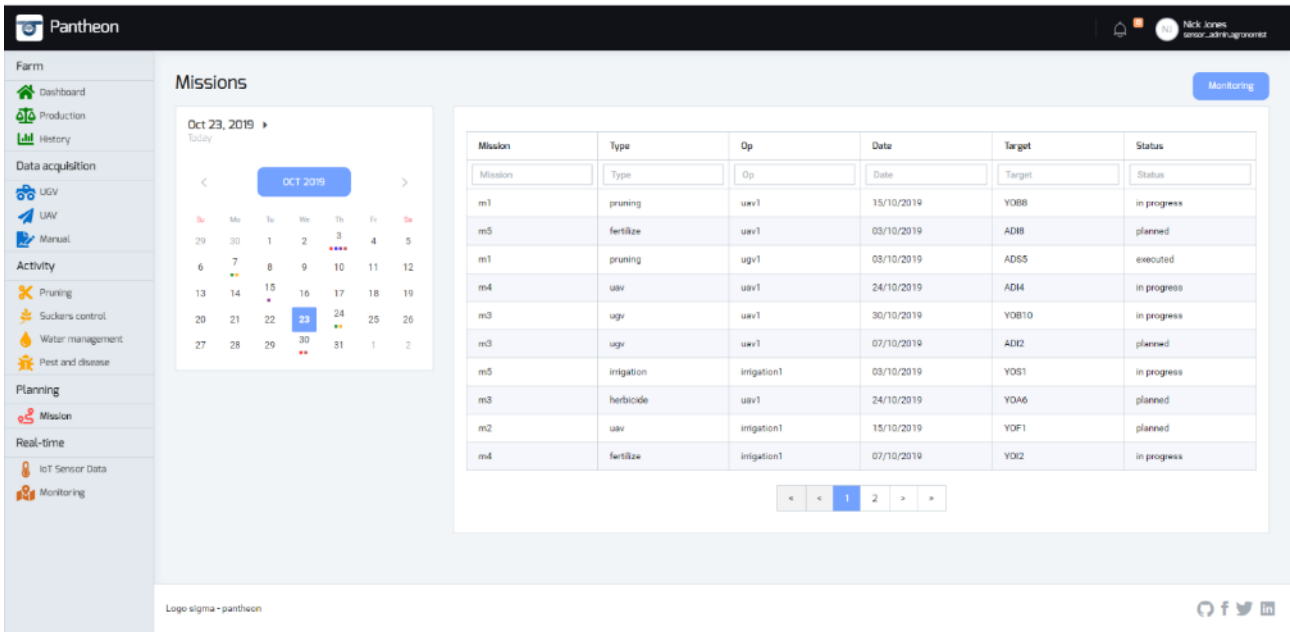 Pantheon
NJ
Nick Jones
sensor_admin,agronomist
Farm
Dashboard
Production
History
Data acquisition
UGV
UAV
Manual
Activity
Pruning
Suckers control
Water management
Pest and disease
Planning
Mission
Real-time
IoT Sensor Data
Monitoring
Missions
Monitoring
Oct 23, 2019
Today
< OCT 2019 >
Su Mo Tu We Th Fr Sa
29 30 1 2 3 4 5
6 7 8 9 10 11 12
13 14 15 16 17 18 19
20 21 22 23 24 25 26
27 28 29 30 31 1 2
Mission Type Op Date Target Status
Mission Type Op Date Target Status
m1 pruning uav1 15/10/2019 YOB8 in progress
m5 fertilize uav1 03/10/2019 ADI8 planned
m1 pruning ugv1 03/10/2019 ADS5 executed
m4 uav uav1 24/10/2019 ADI4 in progress
m3 ugv uav1 30/10/2019 YOB10 in progress
m3 ugv uav1 07/10/2019 ADI2 planned
m5 irrigation irrigation1 03/10/2019 YOS1 in progress
m3 herbicide uav1 24/10/2019 YOA6 planned
m2 uav irrigation1 15/10/2019 YOF1 planned
m4 fertilize irrigation1 07/10/2019 YOI2 in progress
« < 1 2 > »
Logo sigma - pantheon